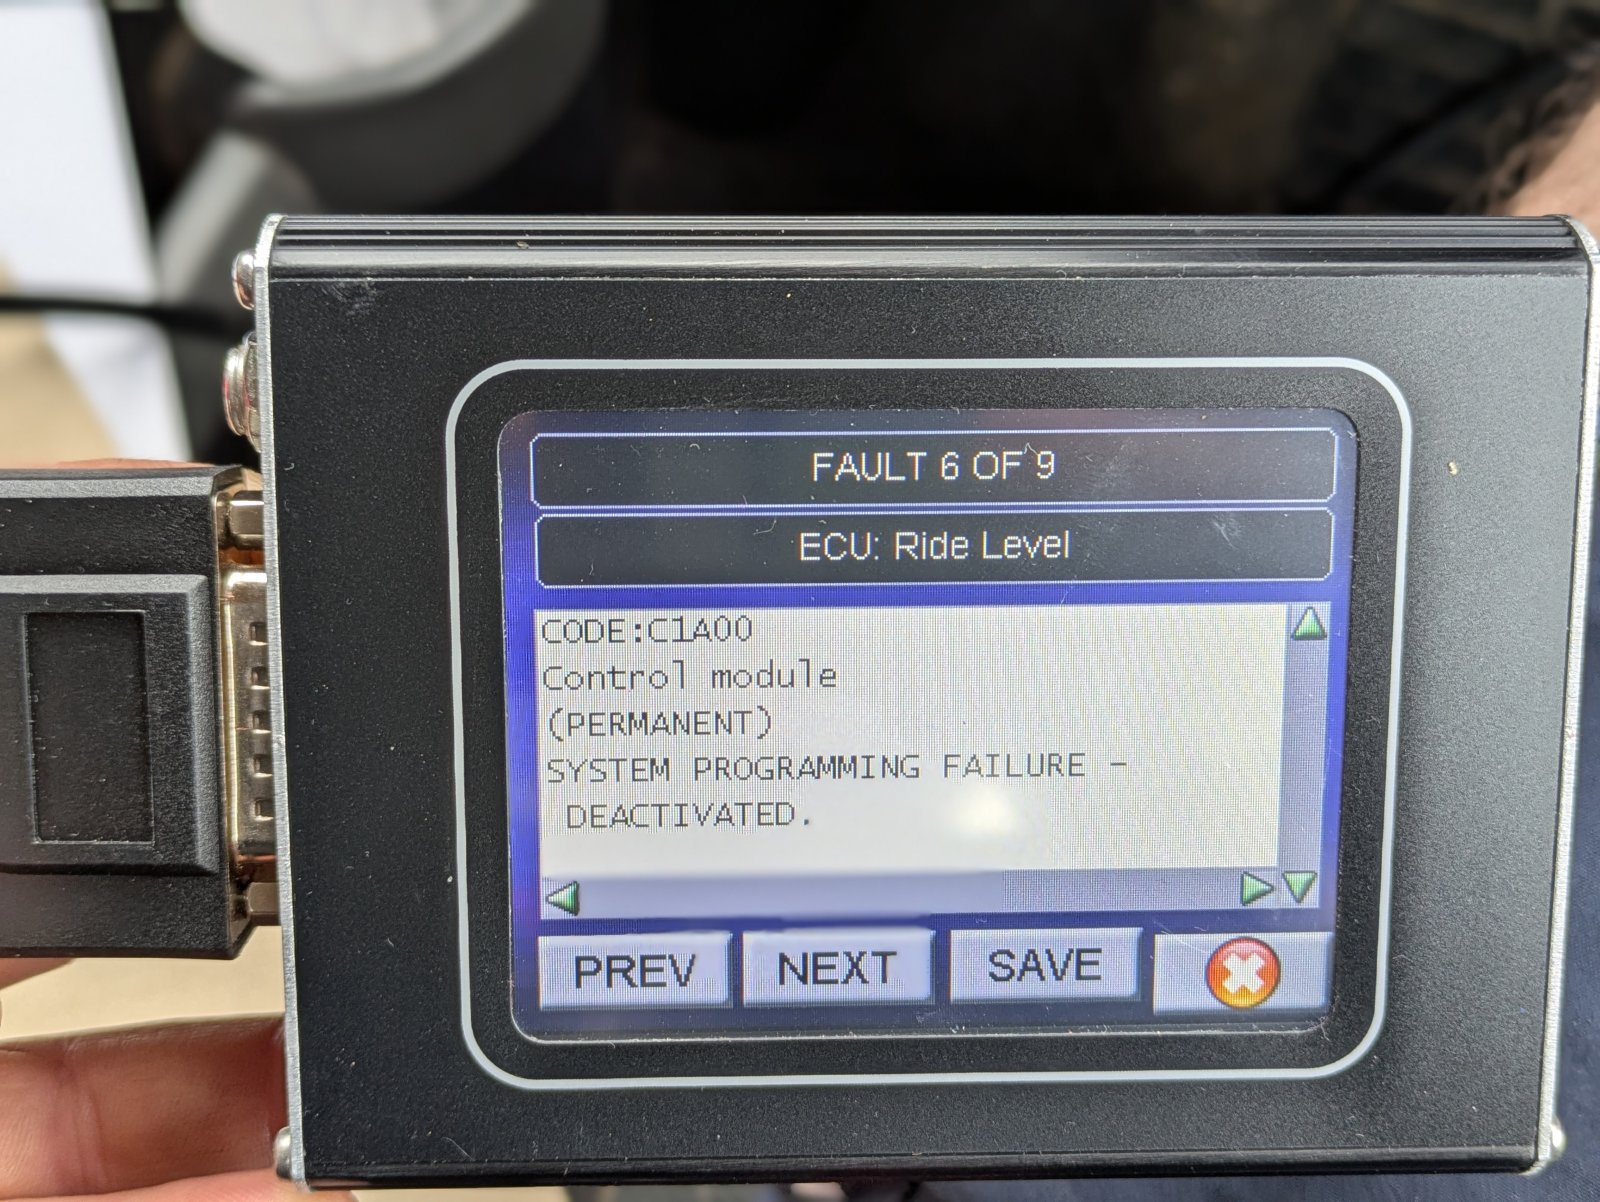 FAULT 6 OF 9
ECU: Ride Level
CODE:C1A00
Control module
(PERMANENT)
SYSTEM PROGRAMMING FAILURE -
DEACTIVATED.
PREV NEXT SAVE